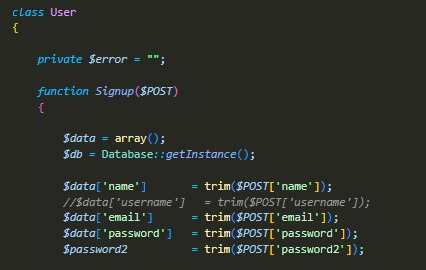 class User
{
private $error = "";
function Signup($POST)
{
$data = array();
$db = Database::getInstance();
$data['name']        = trim($POST['name']);
//$data['username']   = trim($POST['username']);
$data['email']       = trim($POST['email']);
$data['password']    = trim($POST['password']);
$password2           = trim($POST['password2']);